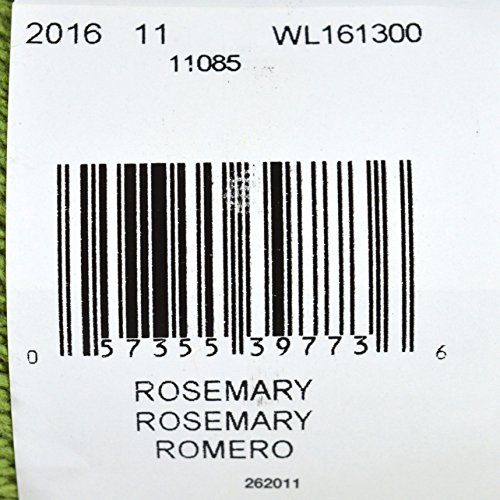 2016 11 WL161300
11085
0 57355 39773 6
ROSEMARY
ROSEMARY
ROMERO
262011